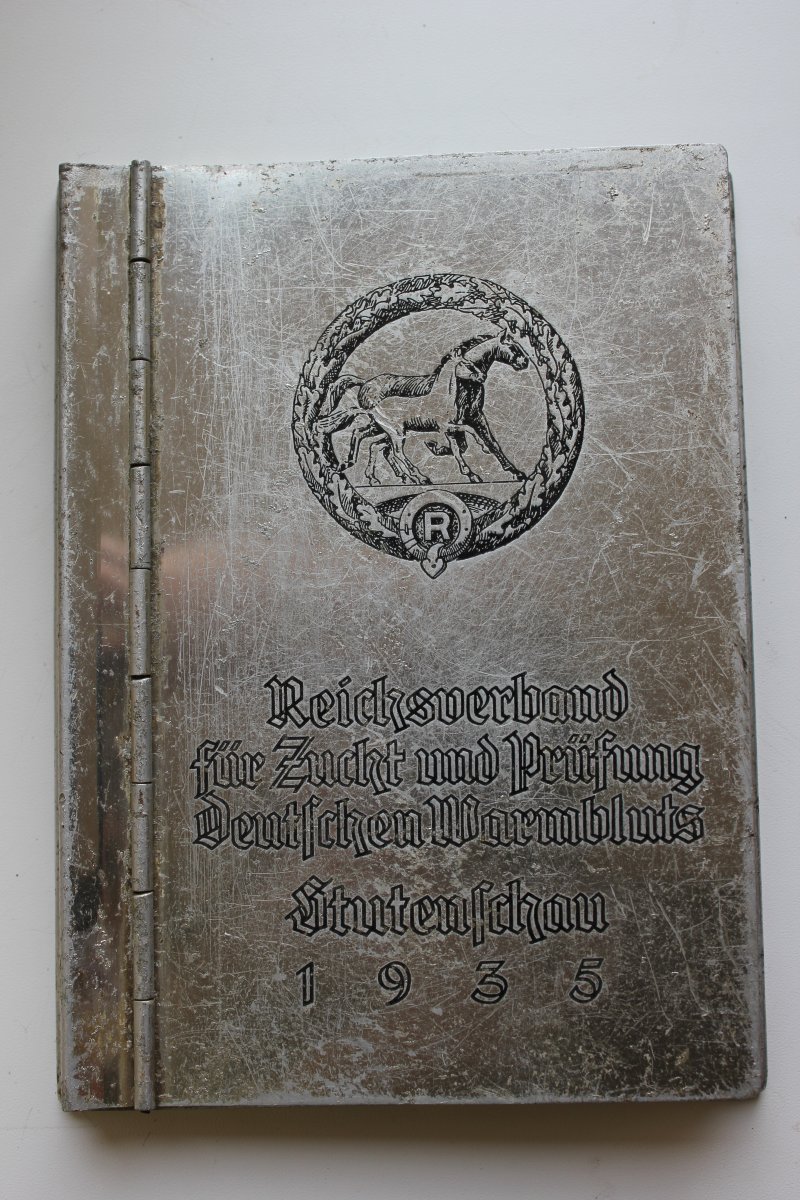 R
Reichsverband
für Zucht und Prüfung
Deutſchen Warmbluts
Stutenſchau
1935